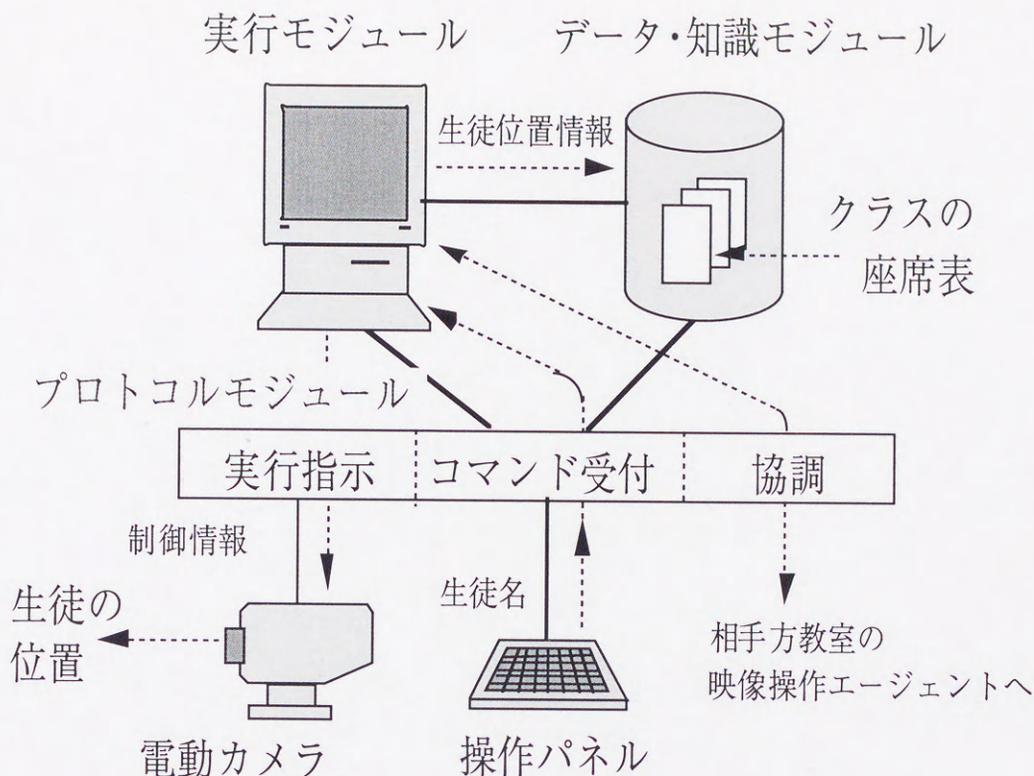 実行モジュール
データ・知識モジュール
生徒位置情報
クラスの
座席表
プロトコルモジュール
実行指示
コマンド受付
協調
制御情報
生徒名
生徒の
位置
相手方教室の
映像操作エージェントへ
電動カメラ
操作パネル